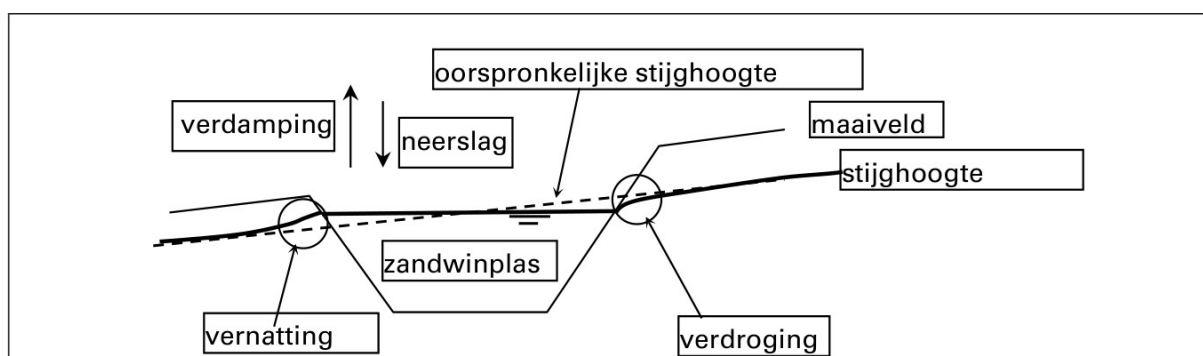 oorspronkelijke stijghoogte
verdamping
neerslag
maaiveld
stijghoogte
zandwinplas
vernatting
verdroging